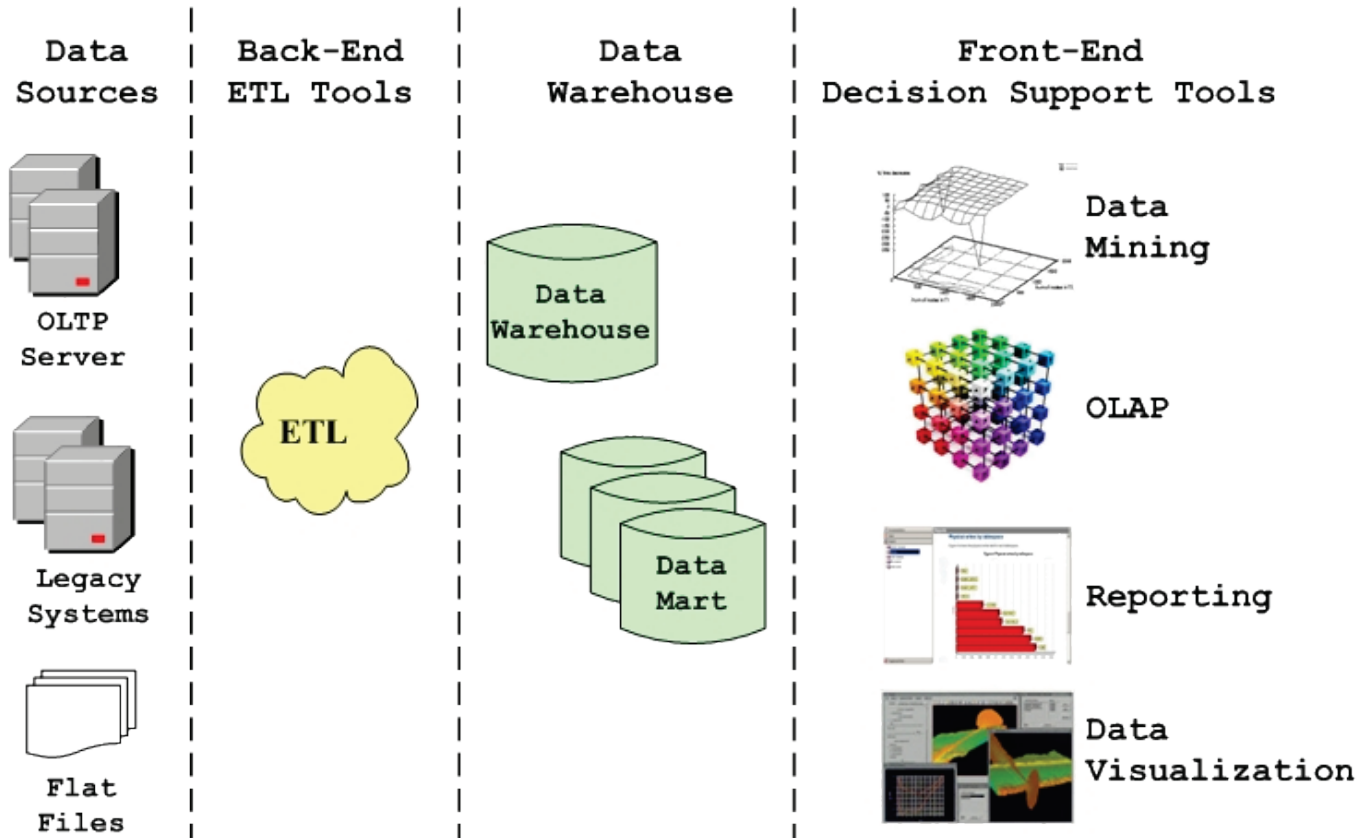 Data
Sources
Back-End
ETL Tools
Data
Warehouse
Front-End
Decision Support Tools
OLTP
Server
Legacy
Systems
Flat
Files
ETL
Data
Warehouse
Data
Mart
Data
Mining
OLAP
Reporting
Data
Visualization